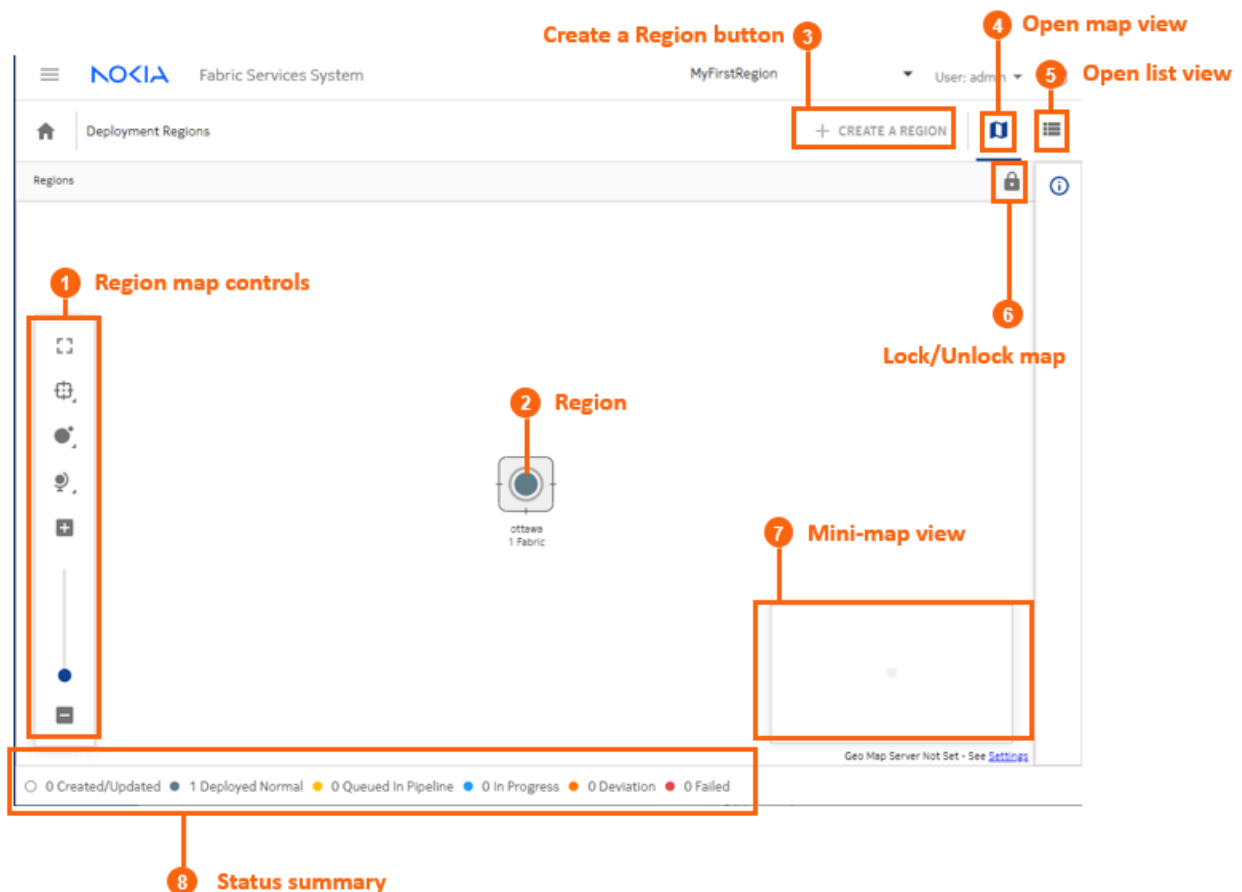 Create a Region button 3
4 Open map view
NOKIA Fabric Services System
MyFirstRegion
User: admin
5 Open list view
Deployment Regions
+ CREATE A REGION
Regions
1 Region map controls
6
Lock/Unlock map
2 Region
ottawa
1 Fabric
7 Mini-map view
Geo Map Server Not Set - See Settings
0 Created/Updated 1 Deployed Normal 0 Queued In Pipeline 0 In Progress 0 Deviation 0 Failed
8 Status summary